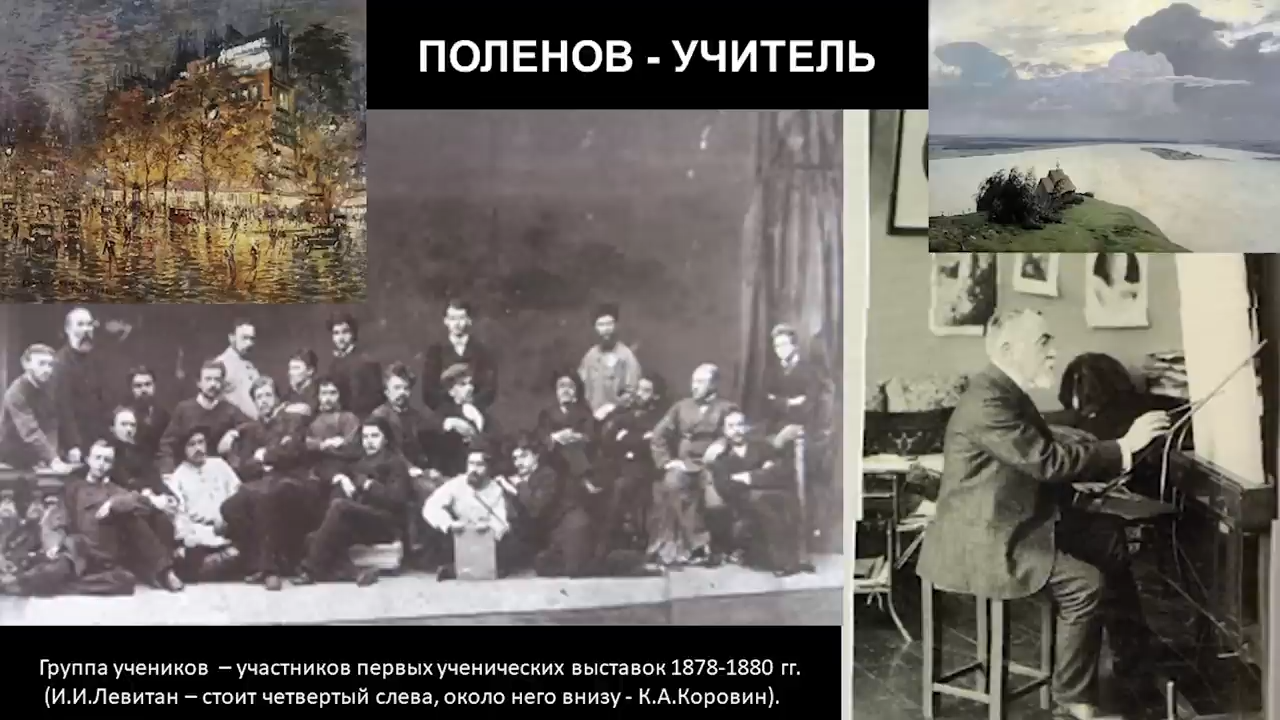 ПОЛЕНОВ - УЧИТЕЛЬ
Группа учеников – участников первых ученических выставок 1878-1880 гг.
(И.И.Левитан – стоит четвертый слева, около него внизу - К.А.Коровин).